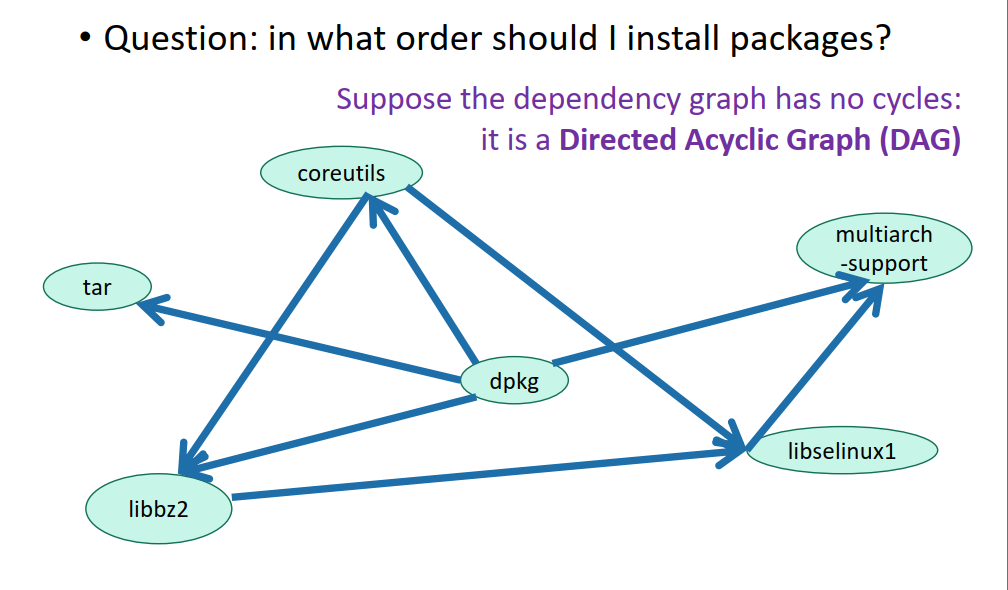 • Question: in what order should I install packages?
Suppose the dependency graph has no cycles:
it is a Directed Acyclic Graph (DAG)
coreutils
multiarch
-support
tar
dpkg
libselinux1
libbz2